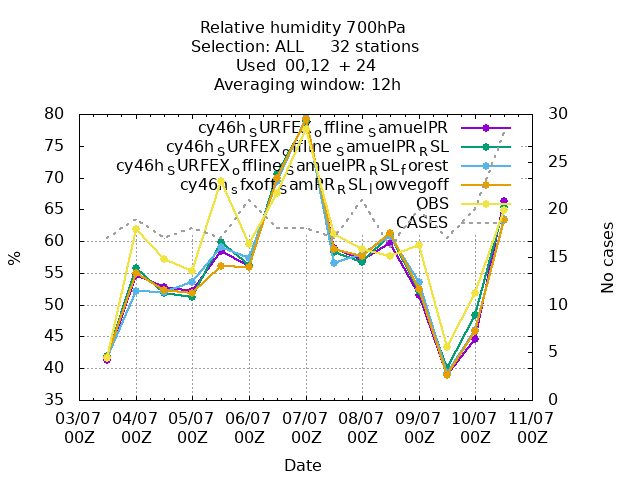 Relative humidity 700hPa
Selection: ALL 32 stations
Used 00,12 + 24
Averaging window: 12h
80
75
70
65
60
55
50
45
40
35
%
30
25
20
15
10
5
0
No cases
cy46h_SURFEX_offline_SamuelPR
cy46h_SURFEX_offline_SamuelPR_RSL
cy46h_SURFEX_offline_SamuelPR_RSL_forest
cy46h_sfxoff_SamPR_RSL_lowvegoff
OBS
CASES
03/07 04/07 05/07 06/07 07/07 08/07 09/07 10/07 11/07
00Z 00Z 00Z 00Z 00Z 00Z 00Z 00Z 00Z
Date